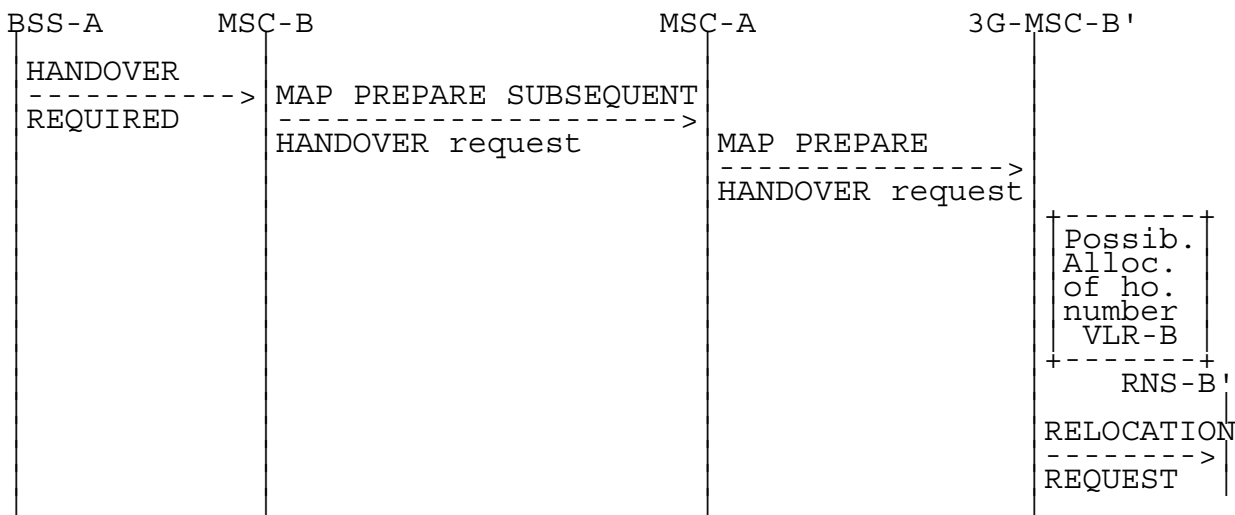 BSS-A MSC-B MSC-A 3G-MSC-B'
HANDOVER
REQUIRED
MAP PREPARE SUBSEQUENT
HANDOVER request
MAP PREPARE
HANDOVER request
Possib.
Alloc.
of ho.
number
VLR-B
RNS-B'
RELOCATION
REQUEST